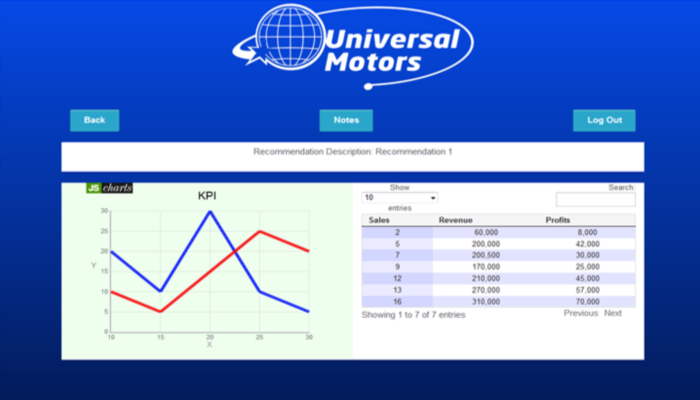 Universal
Motors
Back
Notes
Log Out
Recommendation Description: Recommendation 1
JS charts
KPI
30
25
20
Y
15
10
5
0
10 15 20 25 30
X
Show
10
entries
Search:
Sales Revenue Profits
2 60,000 8,000
5 200,000 42,000
7 200,500 30,000
9 170,000 25,000
12 210,000 45,000
13 270,000 57,000
16 310,000 70,000
Showing 1 to 7 of 7 entries
Previous Next